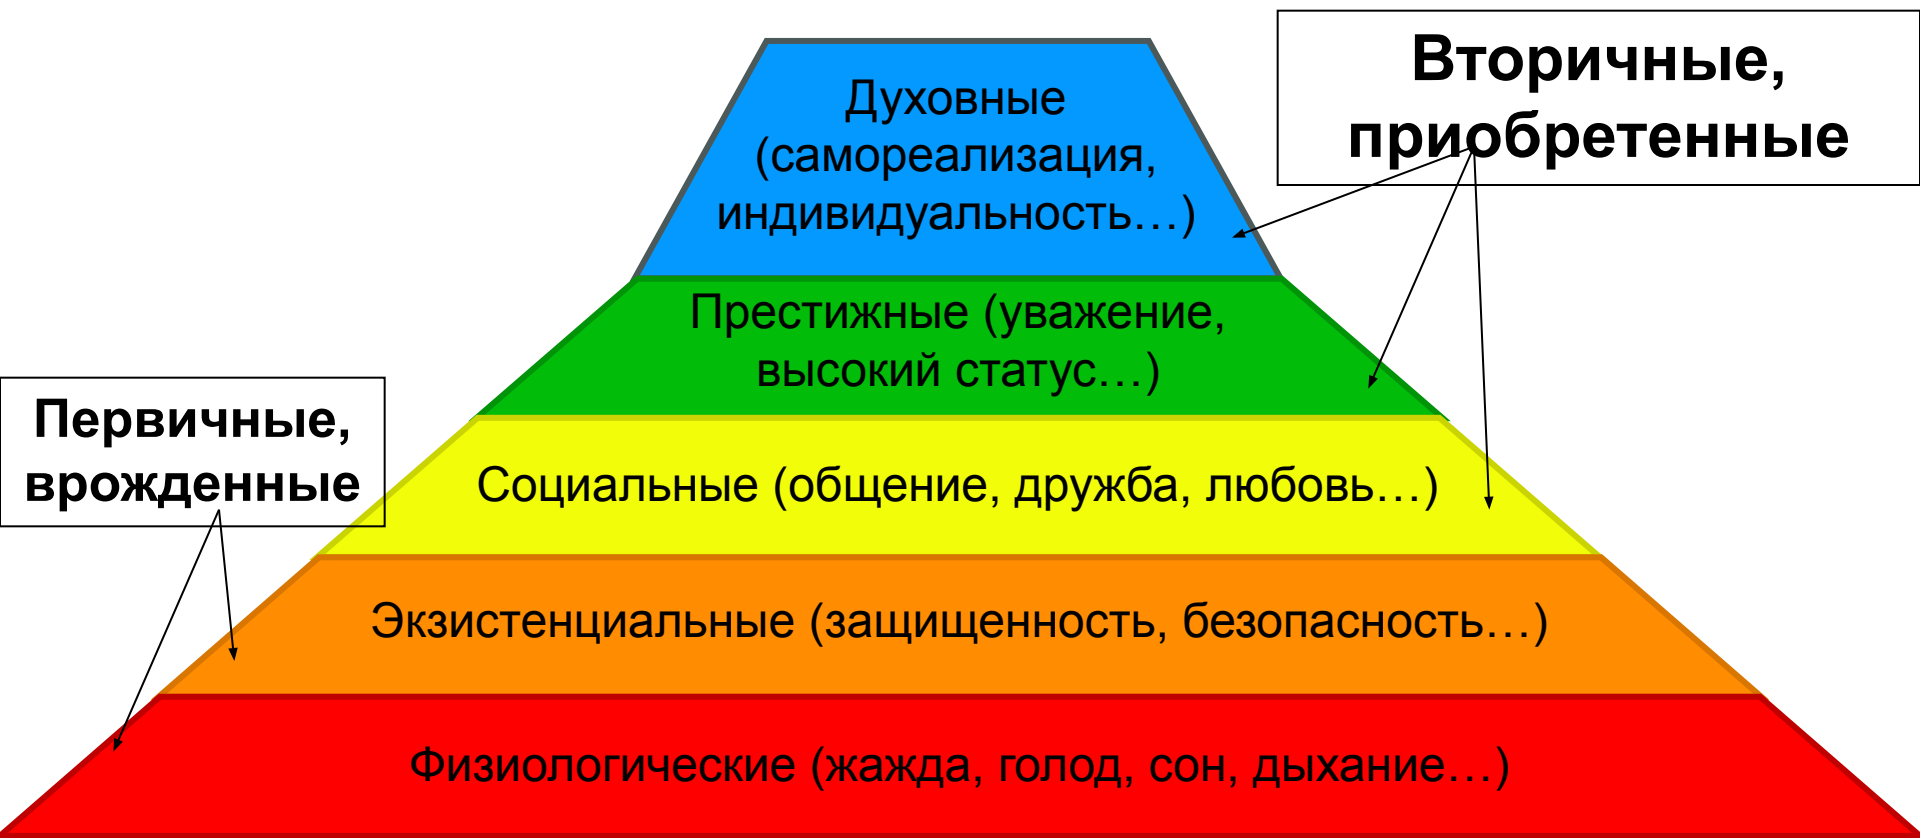 Вторичные,
приобретенные
Духовные
(самореализация,
индивидуальность…)
Престижные (уважение,
высокий статус…)
Первичные,
врожденные
Социальные (общение, дружба, любовь…)
Экзистенциальные (защищенность, безопасность…)
Физиологические (жажда, голод, сон, дыхание…)